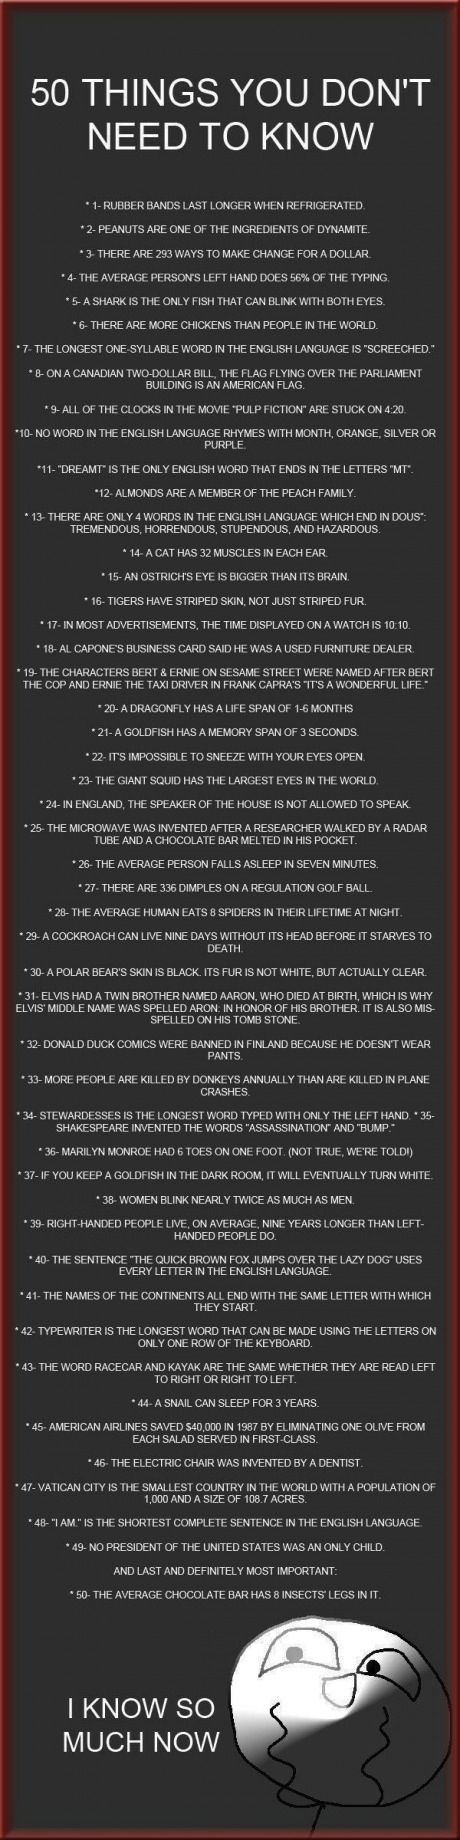 50 THINGS YOU DON'T
NEED TO KNOW
* 1- RUBBER BANDS LAST LONGER WHEN REFRIGERATED.
* 2- PEANUTS ARE ONE OF THE INGREDIENTS OF DYNAMITE.
* 3- THERE ARE 293 WAYS TO MAKE CHANGE FOR A DOLLAR.
* 4- THE AVERAGE PERSON'S LEFT HAND DOES 56% OF THE TYPING.
* 5- A SHARK IS THE ONLY FISH THAT CAN BLINK WITH BOTH EYES.
* 6- THERE ARE MORE CHICKENS THAN PEOPLE IN THE WORLD.
* 7- THE LONGEST ONE-SYLLABLE WORD IN THE ENGLISH LANGUAGE IS "SCREECHED."
* 8- ON A CANADIAN TWO-DOLLAR BILL, THE FLAG FLYING OVER THE PARLIAMENT
BUILDING IS AN AMERICAN FLAG.
* 9- ALL OF THE CLOCKS IN THE MOVIE "PULP FICTION" ARE STUCK ON 4:20.
*10- NO WORD IN THE ENGLISH LANGUAGE RHYMES WITH MONTH, ORANGE, SILVER OR
PURPLE.
*11- "DREAMT" IS THE ONLY ENGLISH WORD THAT ENDS IN THE LETTERS "MT".
*12- ALMONDS ARE A MEMBER OF THE PEACH FAMILY.
* 13- THERE ARE ONLY 4 WORDS IN THE ENGLISH LANGUAGE WHICH END IN DOUS":
TREMENDOUS, HORRENDOUS, STUPENDOUS, AND HAZARDOUS.
* 14- A CAT HAS 32 MUSCLES IN EACH EAR.
* 15- AN OSTRICH'S EYE IS BIGGER THAN ITS BRAIN.
* 16- TIGERS HAVE STRIPED SKIN, NOT JUST STRIPED FUR.
* 17- IN MOST ADVERTISEMENTS, THE TIME DISPLAYED ON A WATCH IS 10:10.
* 18- AL CAPONE'S BUSINESS CARD SAID HE WAS A USED FURNITURE DEALER.
* 19- THE CHARACTERS BERT & ERNIE ON SESAME STREET WERE NAMED AFTER BERT
THE COP AND ERNIE THE TAXI DRIVER IN FRANK CAPRA'S "IT'S A WONDERFUL LIFE."
* 20- A DRAGONFLY HAS A LIFE SPAN OF 1-6 MONTHS
* 21- A GOLDFISH HAS A MEMORY SPAN OF 3 SECONDS.
* 22- IT'S IMPOSSIBLE TO SNEEZE WITH YOUR EYES OPEN.
* 23- THE GIANT SQUID HAS THE LARGEST EYES IN THE WORLD.
* 24- IN ENGLAND, THE SPEAKER OF THE HOUSE IS NOT ALLOWED TO SPEAK.
* 25- THE MICROWAVE WAS INVENTED AFTER A RESEARCHER WALKED BY A RADAR
TUBE AND A CHOCOLATE BAR MELTED IN HIS POCKET.
* 26- THE AVERAGE PERSON FALLS ASLEEP IN SEVEN MINUTES.
* 27- THERE ARE 336 DIMPLES ON A REGULATION GOLF BALL.
* 28- THE AVERAGE HUMAN EATS 8 SPIDERS IN THEIR LIFETIME AT NIGHT.
* 29- A COCKROACH CAN LIVE NINE DAYS WITHOUT ITS HEAD BEFORE IT STARVES TO
DEATH.
* 30- A POLAR BEAR'S SKIN IS BLACK. ITS FUR IS NOT WHITE, BUT ACTUALLY CLEAR.
* 31- ELVIS HAD A TWIN BROTHER NAMED AARON, WHO DIED AT BIRTH, WHICH IS WHY
ELVIS' MIDDLE NAME WAS SPELLED ARON: IN HONOR OF HIS BROTHER. IT IS ALSO MIS-
SPELLED ON HIS TOMB STONE.
* 32- DONALD DUCK COMICS WERE BANNED IN FINLAND BECAUSE HE DOESN'T WEAR
PANTS.
* 33- MORE PEOPLE ARE KILLED BY DONKEYS ANNUALLY THAN ARE KILLED IN PLANE
CRASHES.
* 34- STEWARDESSES IS THE LONGEST WORD TYPED WITH ONLY THE LEFT HAND. * 35-
SHAKESPEARE INVENTED THE WORDS "ASSASSINATION" AND "BUMP."
* 36- MARILYN MONROE HAD 6 TOES ON ONE FOOT. (NOT TRUE, WE'RE TOLD!)
* 37- IF YOU KEEP A GOLDFISH IN THE DARK ROOM, IT WILL EVENTUALLY TURN WHITE.
* 38- WOMEN BLINK NEARLY TWICE AS MUCH AS MEN.
* 39- RIGHT-HANDED PEOPLE LIVE, ON AVERAGE, NINE YEARS LONGER THAN LEFT-
HANDED PEOPLE DO.
* 40- THE SENTENCE "THE QUICK BROWN FOX JUMPS OVER THE LAZY DOG" USES
EVERY LETTER IN THE ENGLISH LANGUAGE.
* 41- THE NAMES OF THE CONTINENTS ALL END WITH THE SAME LETTER WITH WHICH
THEY START.
* 42- TYPEWRITER IS THE LONGEST WORD THAT CAN BE MADE USING THE LETTERS ON
ONLY ONE ROW OF THE KEYBOARD.
* 43- THE WORD RACECAR AND KAYAK ARE THE SAME WHETHER THEY ARE READ LEFT
TO RIGHT OR RIGHT TO LEFT.
* 44- A SNAIL CAN SLEEP FOR 3 YEARS.
* 45- AMERICAN AIRLINES SAVED $40,000 IN 1987 BY ELIMINATING ONE OLIVE FROM
EACH SALAD SERVED IN FIRST-CLASS.
* 46- THE ELECTRIC CHAIR WAS INVENTED BY A DENTIST.
* 47- VATICAN CITY IS THE SMALLEST COUNTRY IN THE WORLD WITH A POPULATION OF
1,000 AND A SIZE OF 108.7 ACRES.
* 48- "I AM." IS THE SHORTEST COMPLETE SENTENCE IN THE ENGLISH LANGUAGE.
* 49- NO PRESIDENT OF THE UNITED STATES WAS AN ONLY CHILD.
AND LAST AND DEFINITELY MOST IMPORTANT:
* 50- THE AVERAGE CHOCOLATE BAR HAS 8 INSECTS' LEGS IN IT.
I KNOW SO
MUCH NOW